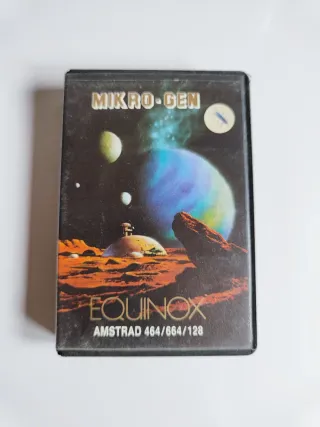 MIKRO-GEN
EQUINOX
AMSTRAD 464/664/128